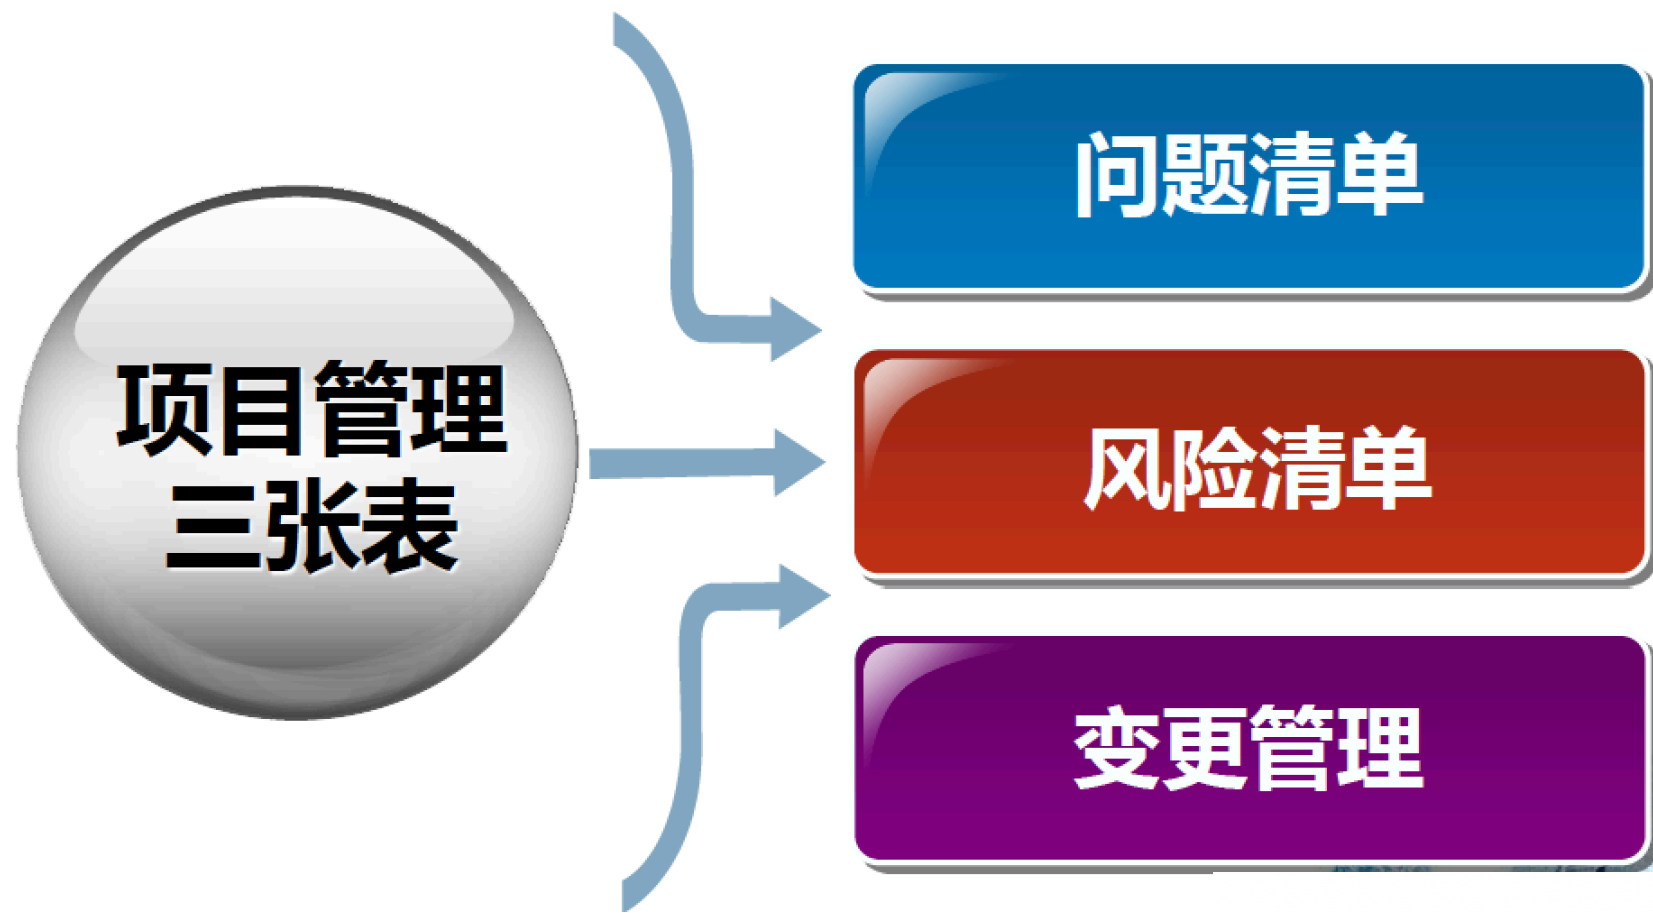 项目管理
三张表
问题清单
风险清单
变更管理